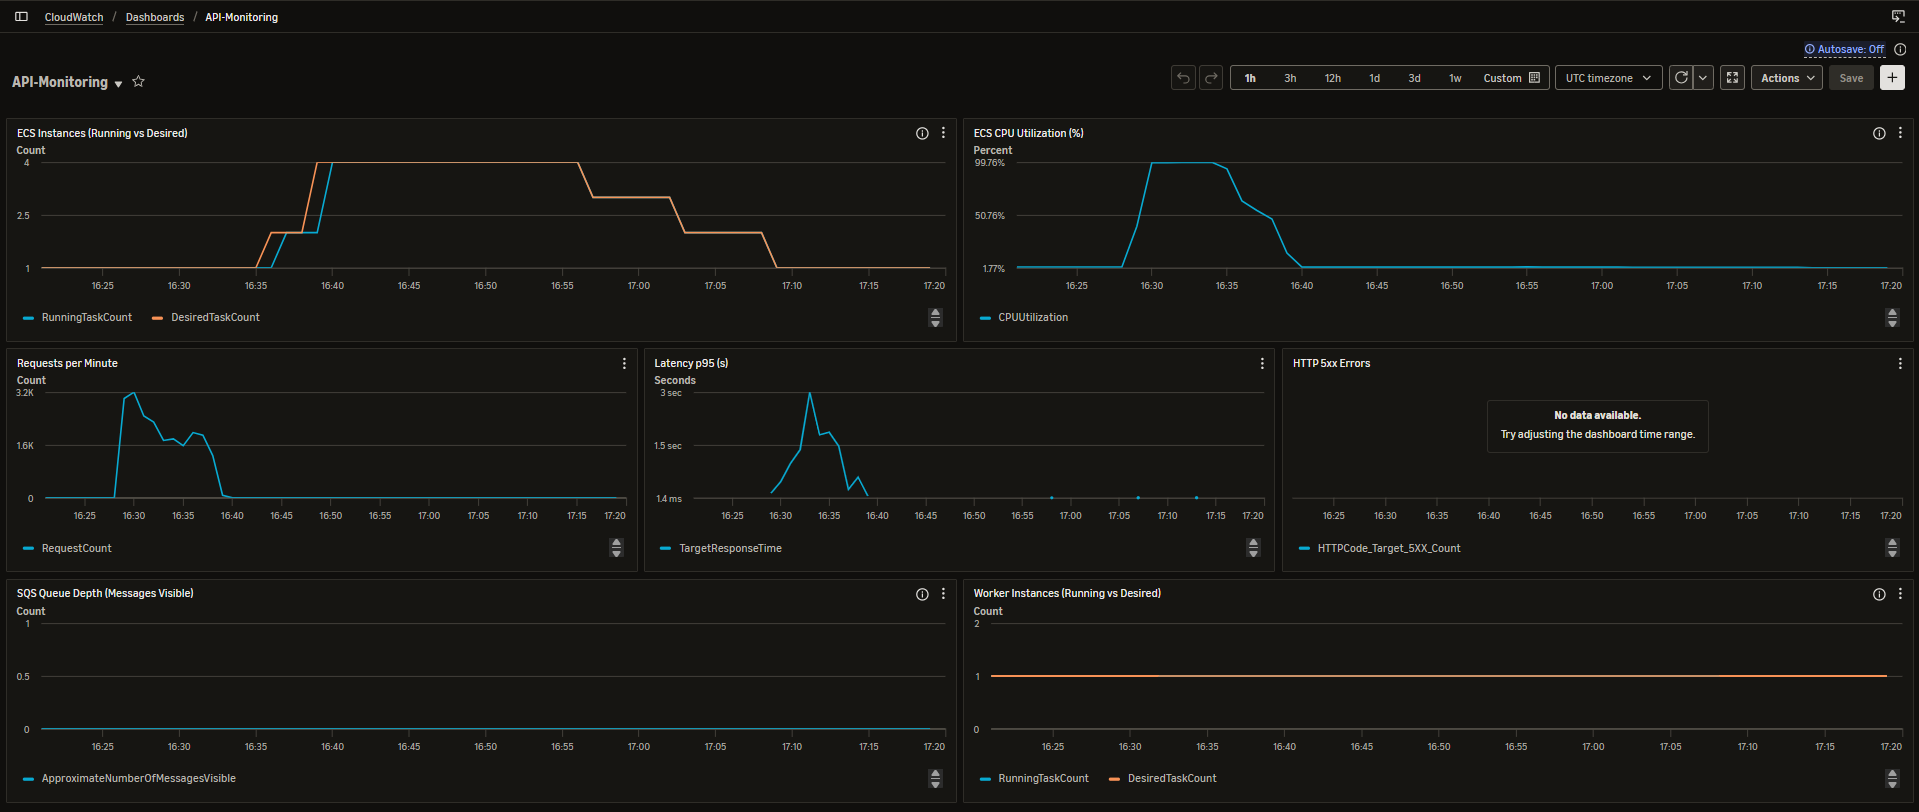 CloudWatch / Dashboards / API-Monitoring
Autosave: Off
API-Monitoring
1h 3h 12h 1d 3d 1w Custom UTC timezone Actions Save +
ECS Instances (Running vs Desired)
Count
4
2.5
1
16:25 16:30 16:35 16:40 16:45 16:50 16:55 17:00 17:05 17:10 17:15 17:20
RunningTaskCount DesiredTaskCount
ECS CPU Utilization (%)
Percent
99.76%
50.76%
1.77%
16:25 16:30 16:35 16:40 16:45 16:50 16:55 17:00 17:05 17:10 17:15 17:20
CPUUtilization
Requests per Minute
Count
3.2K
1.6K
0
16:25 16:30 16:35 16:40 16:45 16:50 16:55 17:00 17:05 17:10 17:15 17:20
RequestCount
Latency p95 (s)
Seconds
3 sec
1.5 sec
1.4 ms
16:25 16:30 16:35 16:40 16:45 16:50 16:55 17:00 17:05 17:10 17:15 17:20
TargetResponseTime
HTTP 5xx Errors
No data available.
Try adjusting the dashboard time range.
16:25 16:30 16:35 16:40 16:45 16:50 16:55 17:00 17:05 17:10 17:15 17:20
HTTPCode_Target_5XX_Count
SQS Queue Depth (Messages Visible)
Count
1
0.5
0
16:25 16:30 16:35 16:40 16:45 16:50 16:55 17:00 17:05 17:10 17:15 17:20
ApproximateNumberOfMessagesVisible
Worker Instances (Running vs Desired)
Count
2
1
0
16:25 16:30 16:35 16:40 16:45 16:50 16:55 17:00 17:05 17:10 17:15 17:20
RunningTaskCount DesiredTaskCount